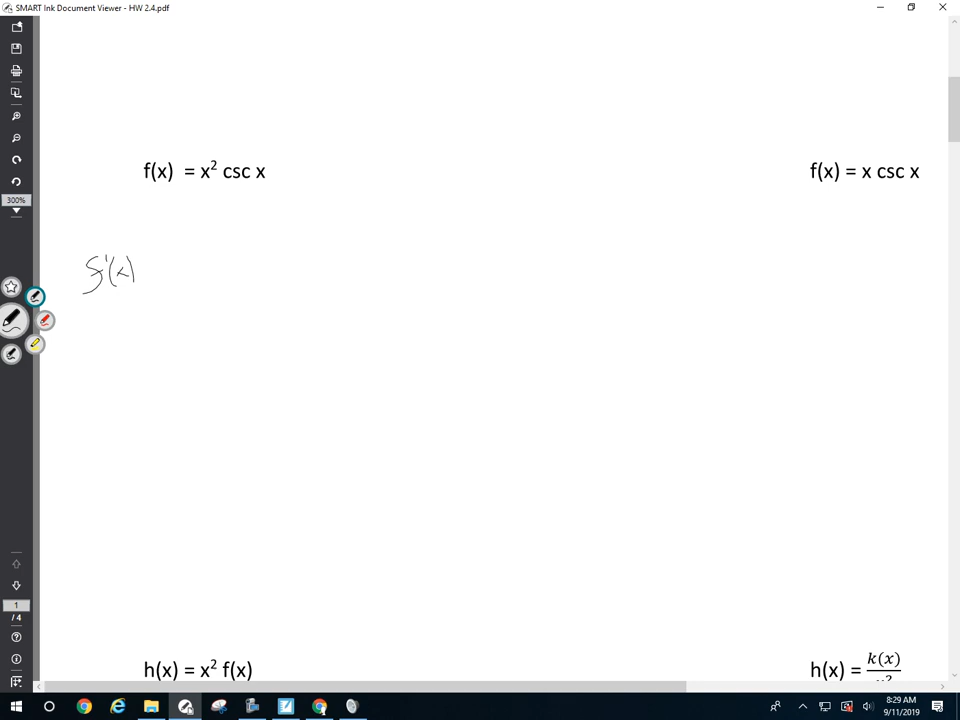 SMART Ink Document Viewer - HW 2.4.pdf
f(x) = x² csc x
f(x) = x csc x
f'(x)
300%
h(x) = x² f(x)
h(x) = k(x)
1
/ 4
8:29 AM
9/11/2019